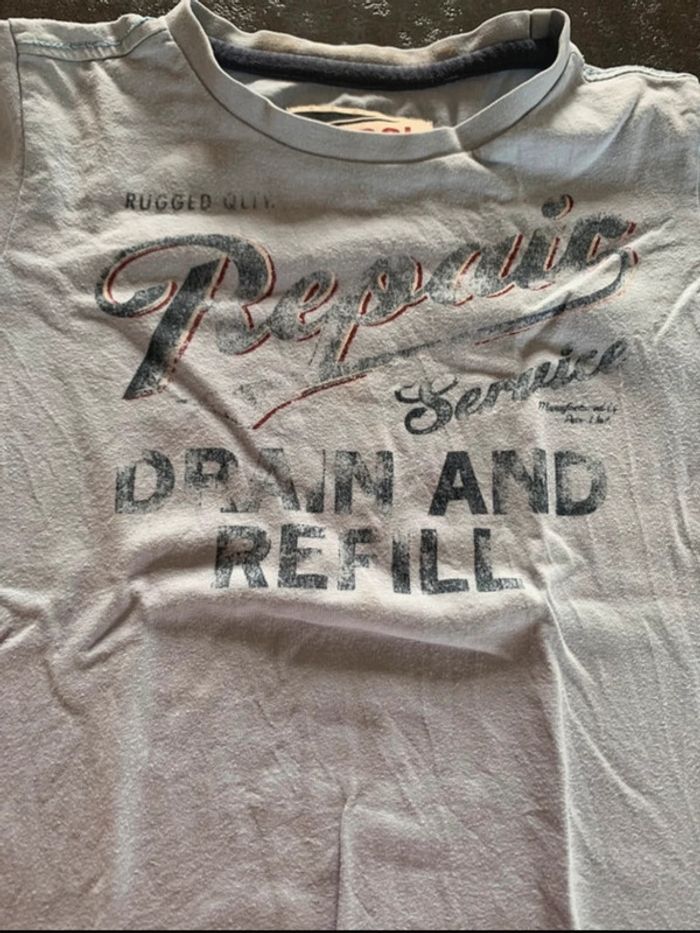 RUGGED QLTY.
Repair
Service
DRAIN AND
REFILL